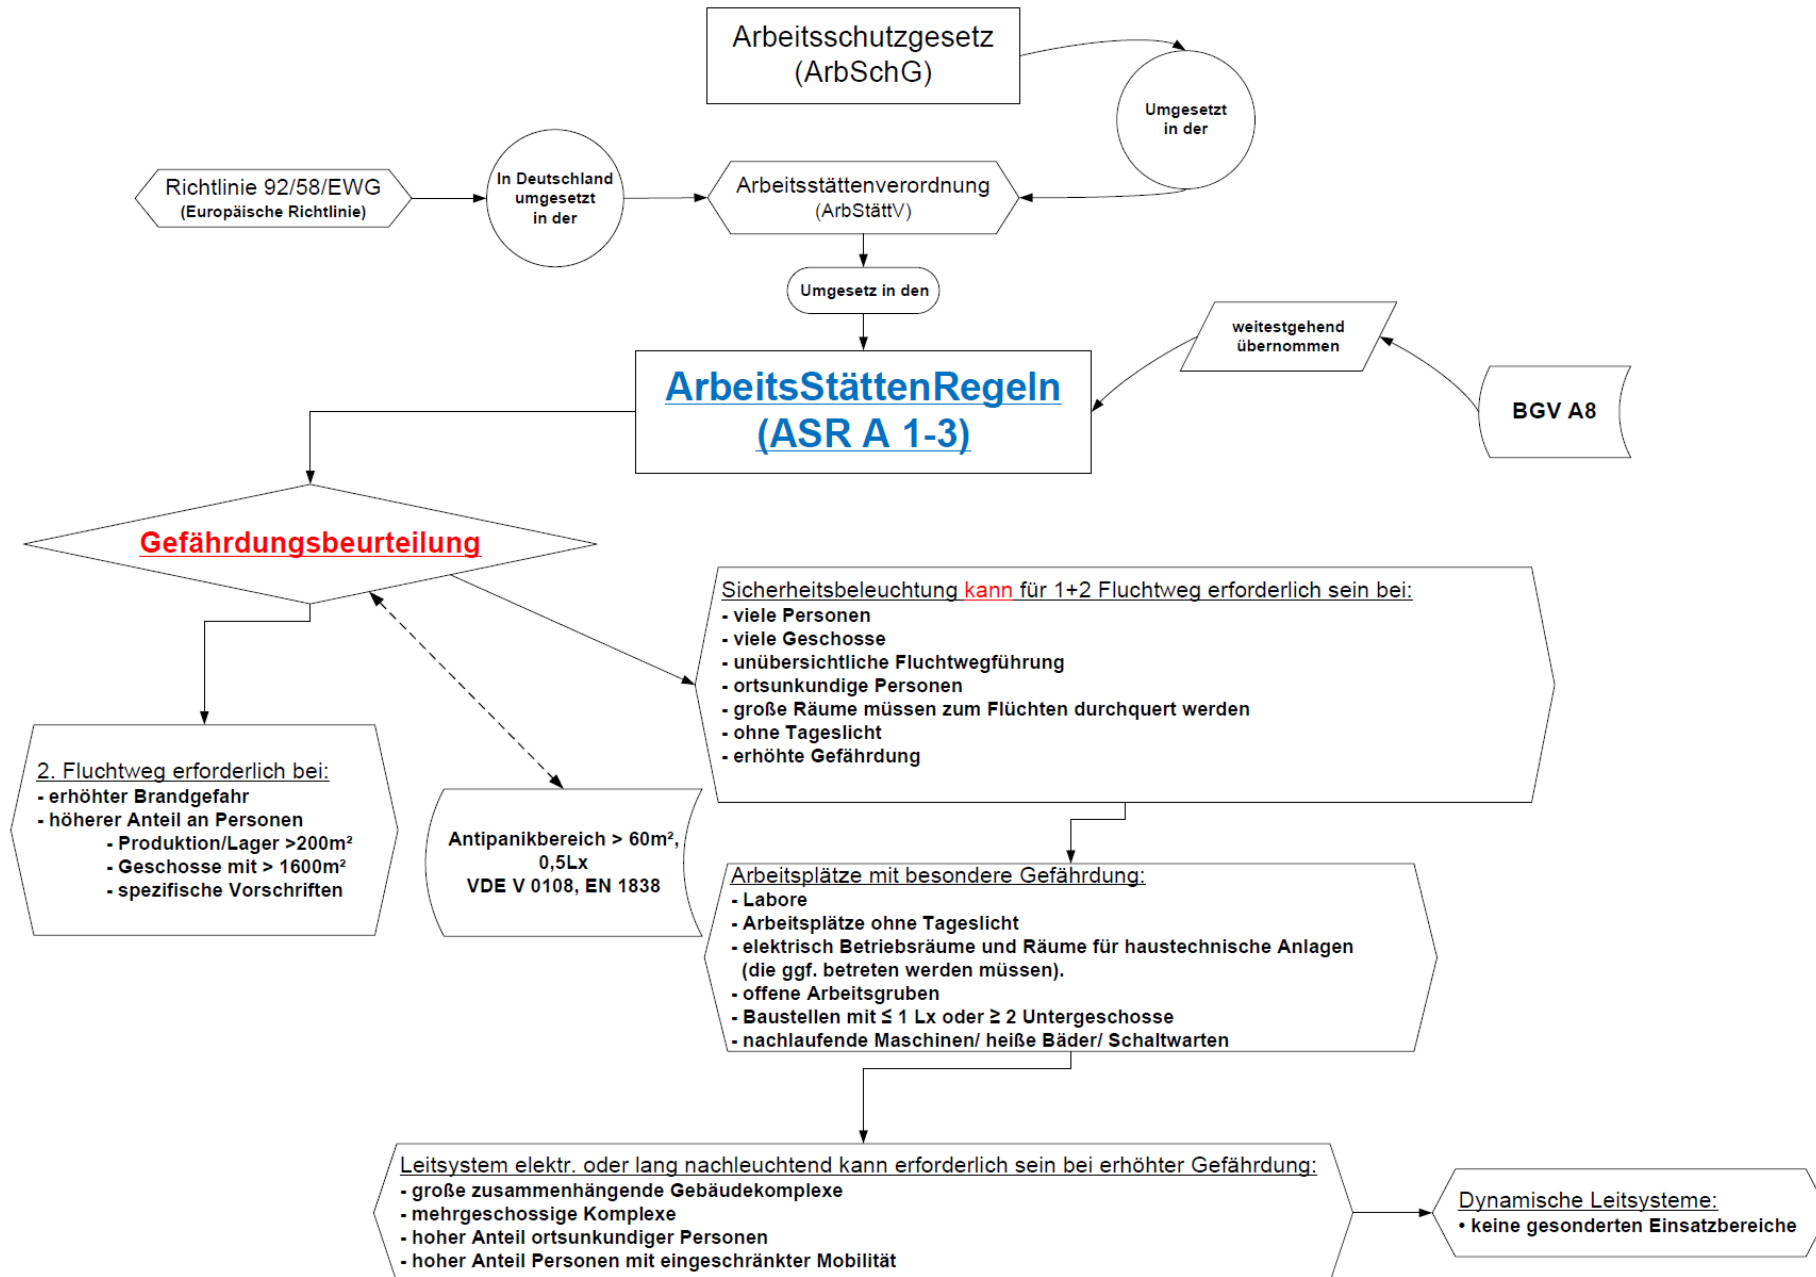 Arbeitsschutzgesetz
(ArbSchG)
Umgesetzt
in der
Richtlinie 92/58/EWG
(Europäische Richtlinie)
In Deutschland
umgesetzt
in der
Arbeitsstättenverordnung
(ArbStättV)
Umgesetz in den
weitestgehend
übernommen
BGV A8
ArbeitsStättenRegeln
(ASR A 1-3)
Gefährdungsbeurteilung
Sicherheitsbeleuchtung kann für 1+2 Fluchtweg erforderlich sein bei:
- viele Personen
- viele Geschosse
- unübersichtliche Fluchtwegführung
- ortsunkundige Personen
- große Räume müssen zum Flüchten durchquert werden
- ohne Tageslicht
- erhöhte Gefährdung
2. Fluchtweg erforderlich bei:
- erhöhter Brandgefahr
- höherer Anteil an Personen
- Produktion/Lager >200m²
- Geschosse mit > 1600m²
- spezifische Vorschriften
Antipanikbereich > 60m²,
0,5Lx
VDE V 0108, EN 1838
Arbeitsplätze mit besondere Gefährdung:
- Labore
- Arbeitsplätze ohne Tageslicht
- elektrisch Betriebsräume und Räume für haustechnische Anlagen
(die ggf. betreten werden müssen).
- offene Arbeitsgruben
- Baustellen mit ≤ 1 Lx oder ≥ 2 Untergeschosse
- nachlaufende Maschinen/ heiße Bäder/ Schaltwarten
Leitsystem elektr. oder lang nachleuchtend kann erforderlich sein bei erhöhter Gefährdung:
- große zusammenhängende Gebäudekomplexe
- mehrgeschossige Komplexe
- hoher Anteil ortsunkundiger Personen
- hoher Anteil Personen mit eingeschränkter Mobilität
Dynamische Leitsysteme:
• keine gesonderten Einsatzbereiche